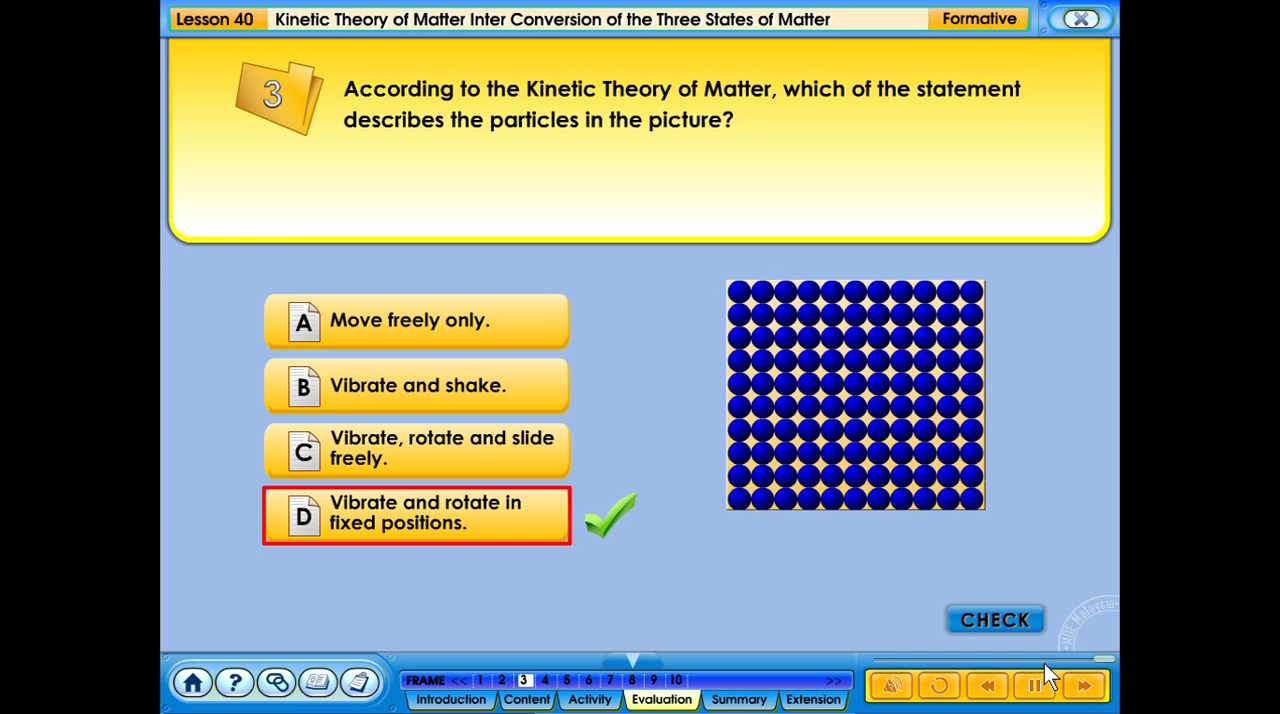 Lesson 40 Kinetic Theory of Matter Inter Conversion of the Three States of Matter Formative
3
According to the Kinetic Theory of Matter, which of the statement
describes the particles in the picture?
A Move freely only.
B Vibrate and shake.
C Vibrate, rotate and slide
freely.
D Vibrate and rotate in
fixed positions.
CHECK
MOE Malaysia
?
FRAME << 1 2 3 4 5 6 7 8 9 10 >>
Introduction Content Activity Evaluation Summary Extension